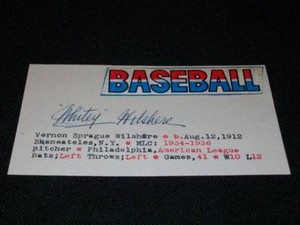 BASEBALL
"Whitey" Wilshere
Vernon Sprague Wilshere • b.Aug.12,1912
Skaneateles,N.Y. • MLC: 1934-1936
pitcher • Philadelphia,American League
Bats;Left Throws;Left • Games,41 • W10 L12